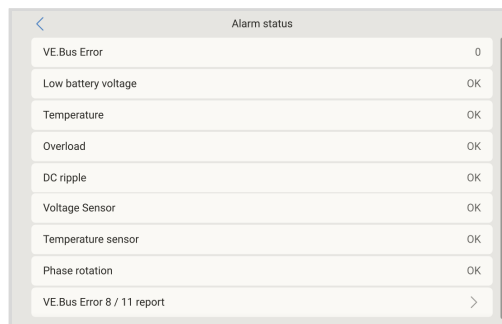 Alarm status
VE.Bus Error 0
Low battery voltage OK
Temperature OK
Overload OK
DC ripple OK
Voltage Sensor OK
Temperature sensor OK
Phase rotation OK
VE.Bus Error 8 / 11 report